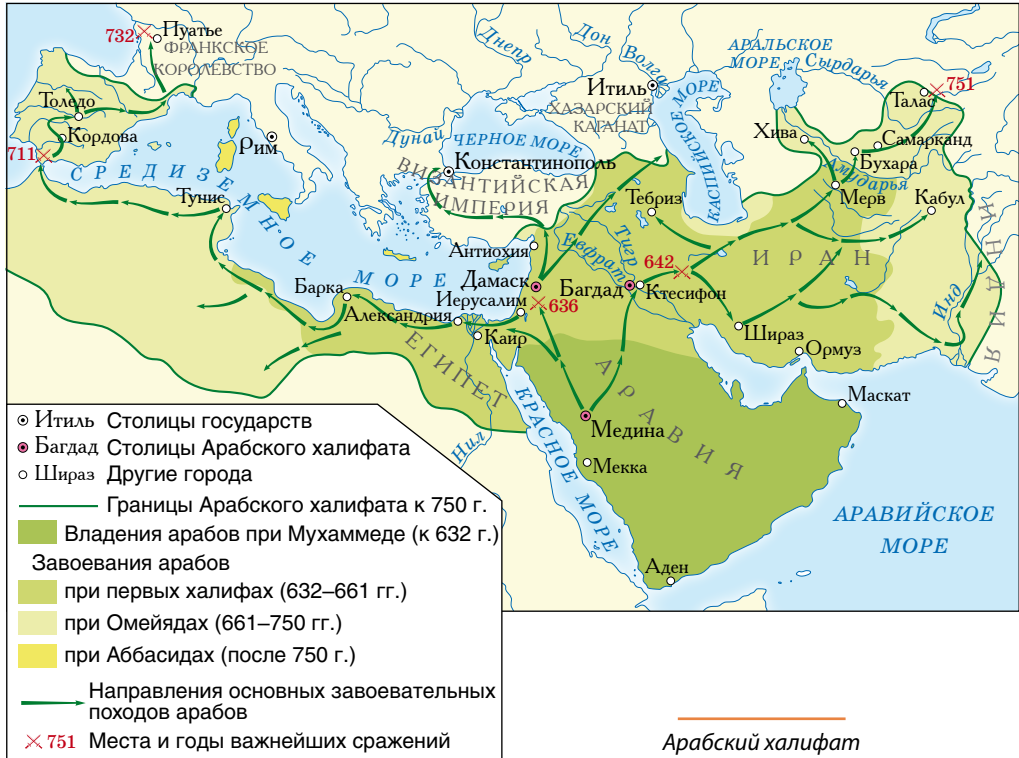 732
Пуатье
ФРАНКСКОЕ
КОРОЛЕВСТВО
Днепр
Дон
Волга
АРАЛЬСКОЕ
МОРЕ
Сырдарья
751
Талас
Итиль
ХАЗАРСКИЙ
КАГАНАТ
КАСПИЙСКОЕ МОРЕ
Толедо
Кордова
711
Рим
Дунай
ЧЕРНОЕ МОРЕ
Константинополь
ВИЗАНТИЙСКАЯ
ИМПЕРИЯ
Хива
Самарканд
Бухара
Амударья
Мерв
Кабул
СРЕДИЗЕМНОЕ МОРЕ
Тунис
Тебриз
Антиохия
Евфрат
Тигр
642
ИРАН
ИНДИЯ
Инд
Дамаск
Багдад
Ктесифон
Барка
Иерусалим
636
Александрия
Каир
Шираз
Ормуз
ЕГИПЕТ
АРАВИЯ
Маскат
КРАСНОЕ МОРЕ
Медина
Мекка
Нил
Аден
АРАВИЙСКОЕ
МОРЕ
Итиль Столицы государств
Багдад Столицы Арабского халифата
Шираз Другие города
Границы Арабского халифата к 750 г.
Владения арабов при Мухаммеде (к 632 г.)
Завоевания арабов
при первых халифах (632–661 гг.)
при Омейядах (661–750 гг.)
при Аббасидах (после 750 г.)
Направления основных завоевательных
походов арабов
751 Места и годы важнейших сражений
Арабский халифат